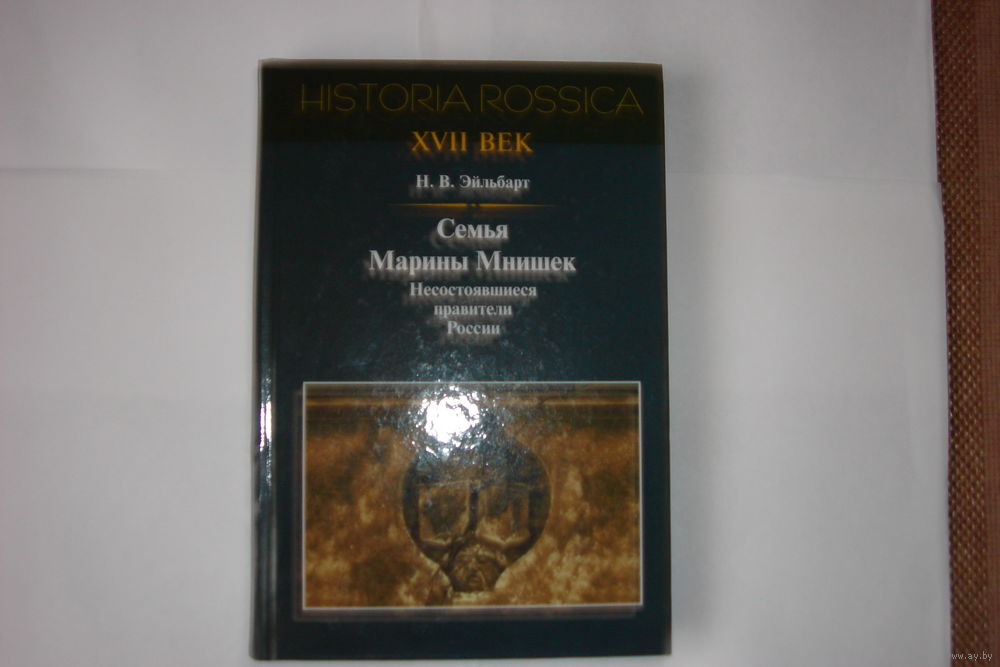 HISTORIA ROSSICA
XVII ВЕК
Н. В. Эйльбарт
Семья
Марины Мнишек
Несостоявшиеся
правители
России
www.ay.by